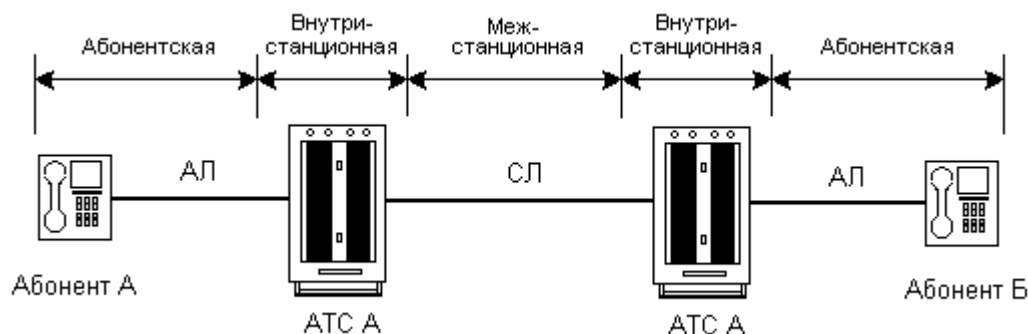 Абонентская
Внутри-
станционная
Меж-
станционная
Внутри-
станционная
Абонентская
АЛ
СЛ
АЛ
Абонент А
АТС А
АТС А
Абонент Б